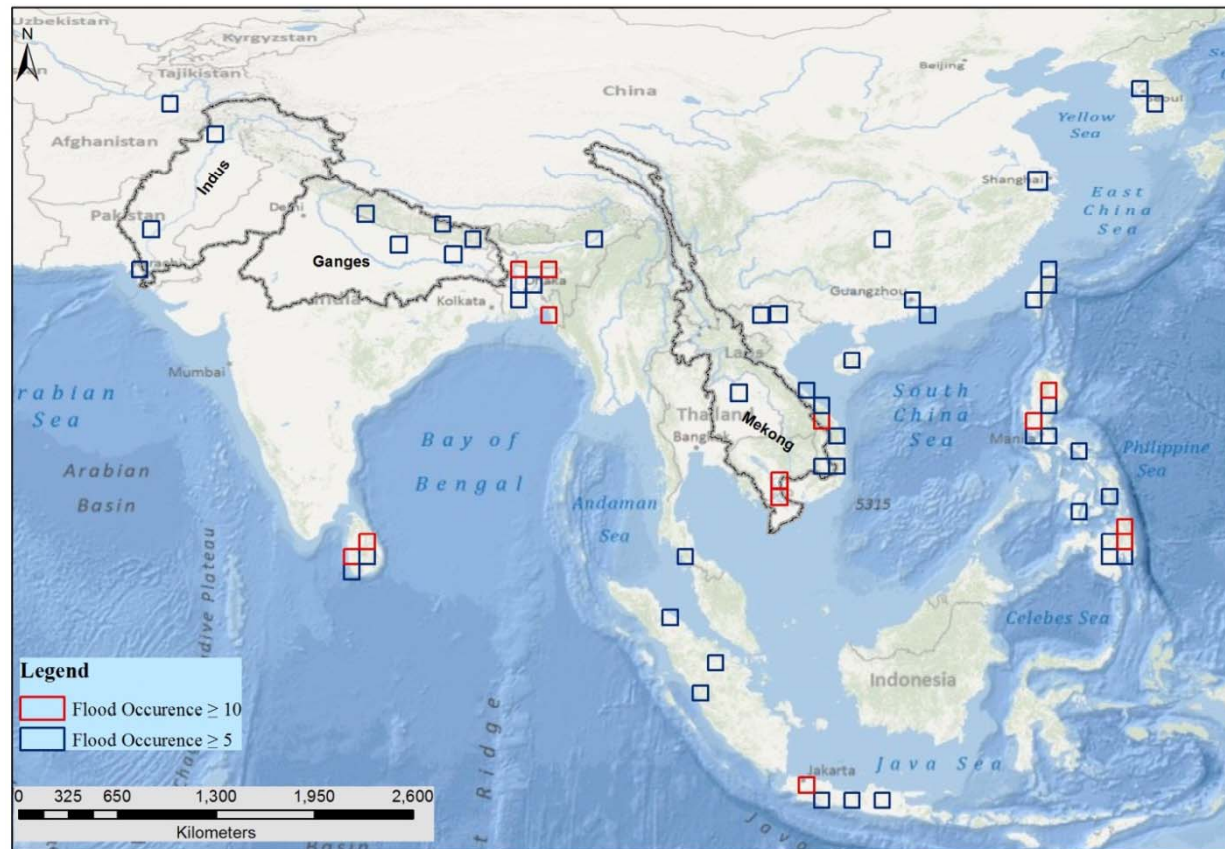 Uzbekistan
Kyrgyzstan
N
Tajikistan
Beijing
China
Seoul
Afghanistan
Yellow
Sea
Indus
Shanghai
East
China
Sea
Delhi
Pakistan
Ganges
Dhaka
Kolkata
Guangzhou
Mumbai
Laos
rabian
Sea
South
China
Sea
Thailand
Mekong
Bay of
Bengal
Bangkok
Manila
Philippine
Sea
Arabian
Basin
Andaman
Sea
5315
Celebes Sea
Indonesia
Legend
Flood Occurence ≥ 10
Flood Occurence ≥ 5
Jakarta
Java Sea
0 325 650 1,300 1,950 2,600
Kilometers
Basin
Ridge
Java